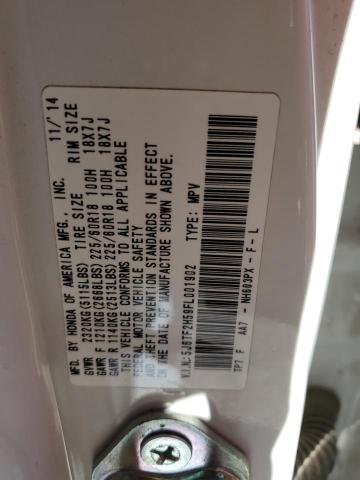 MFD. BY HONDA OF AMERICA MFG., INC. 11/'14
TIRE SIZE RIM SIZE
GVWR 2320KG(5115LBS)
GAWR F 1210KG(2668LBS) 225/60R18 100H 18X7J
GAWR R 1140KG(2513LBS) 225/60R18 100H 18X7J
THIS VEHICLE CONFORMS TO ALL APPLICABLE
FEDERAL MOTOR VEHICLE SAFETY
AND THEFT PREVENTION STANDARDS IN EFFECT
ON THE DATE OF MANUFACTURE SHOWN ABOVE.
V.I.N.: 5J6TF2H59FL001902 TYPE: MPV
TP7 F AA7 - NH603PX - F - L